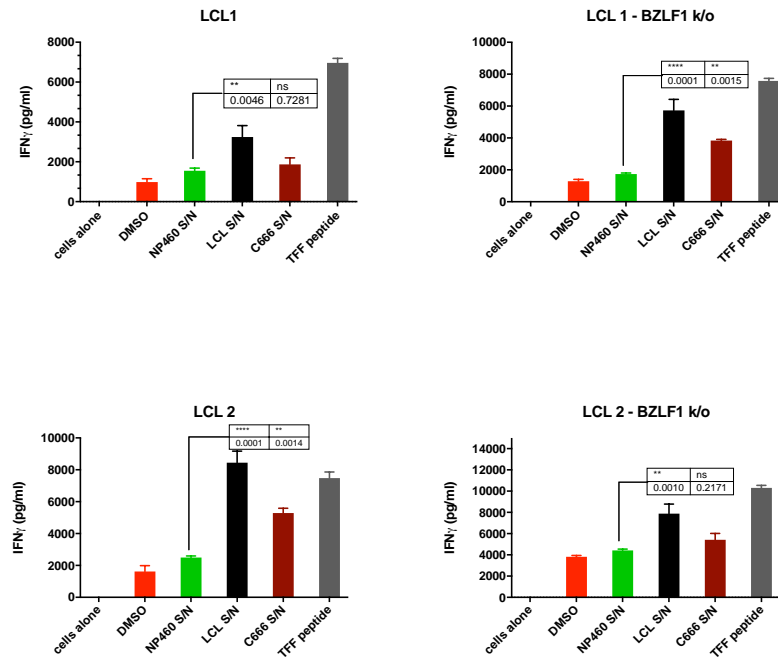 LCL1
IFNγ (pg/ml)
8000
6000
4000
2000
0
** ns
0.0046 0.7281
cells alone
DMSO
NP460 S/N
LCL S/N
C666 S/N
TFF peptide
LCL 1 - BZLF1 k/o
IFNγ (pg/ml)
10000
8000
6000
4000
2000
0
**** **
0.0001 0.0015
cells alone
DMSO
NP460 S/N
LCL S/N
C666 S/N
TFF peptide
LCL 2
IFNγ (pg/ml)
10000
8000
6000
4000
2000
0
**** **
0.0001 0.0014
cells alone
DMSO
NP460 S/N
LCL S/N
C666 S/N
TFF peptide
LCL 2 - BZLF1 k/o
IFNγ (pg/ml)
14000
12000
10000
8000
6000
4000
2000
0
** ns
0.0010 0.2171
cells alone
DMSO
NP460 S/N
LCL S/N
C666 S/N
TFF peptide